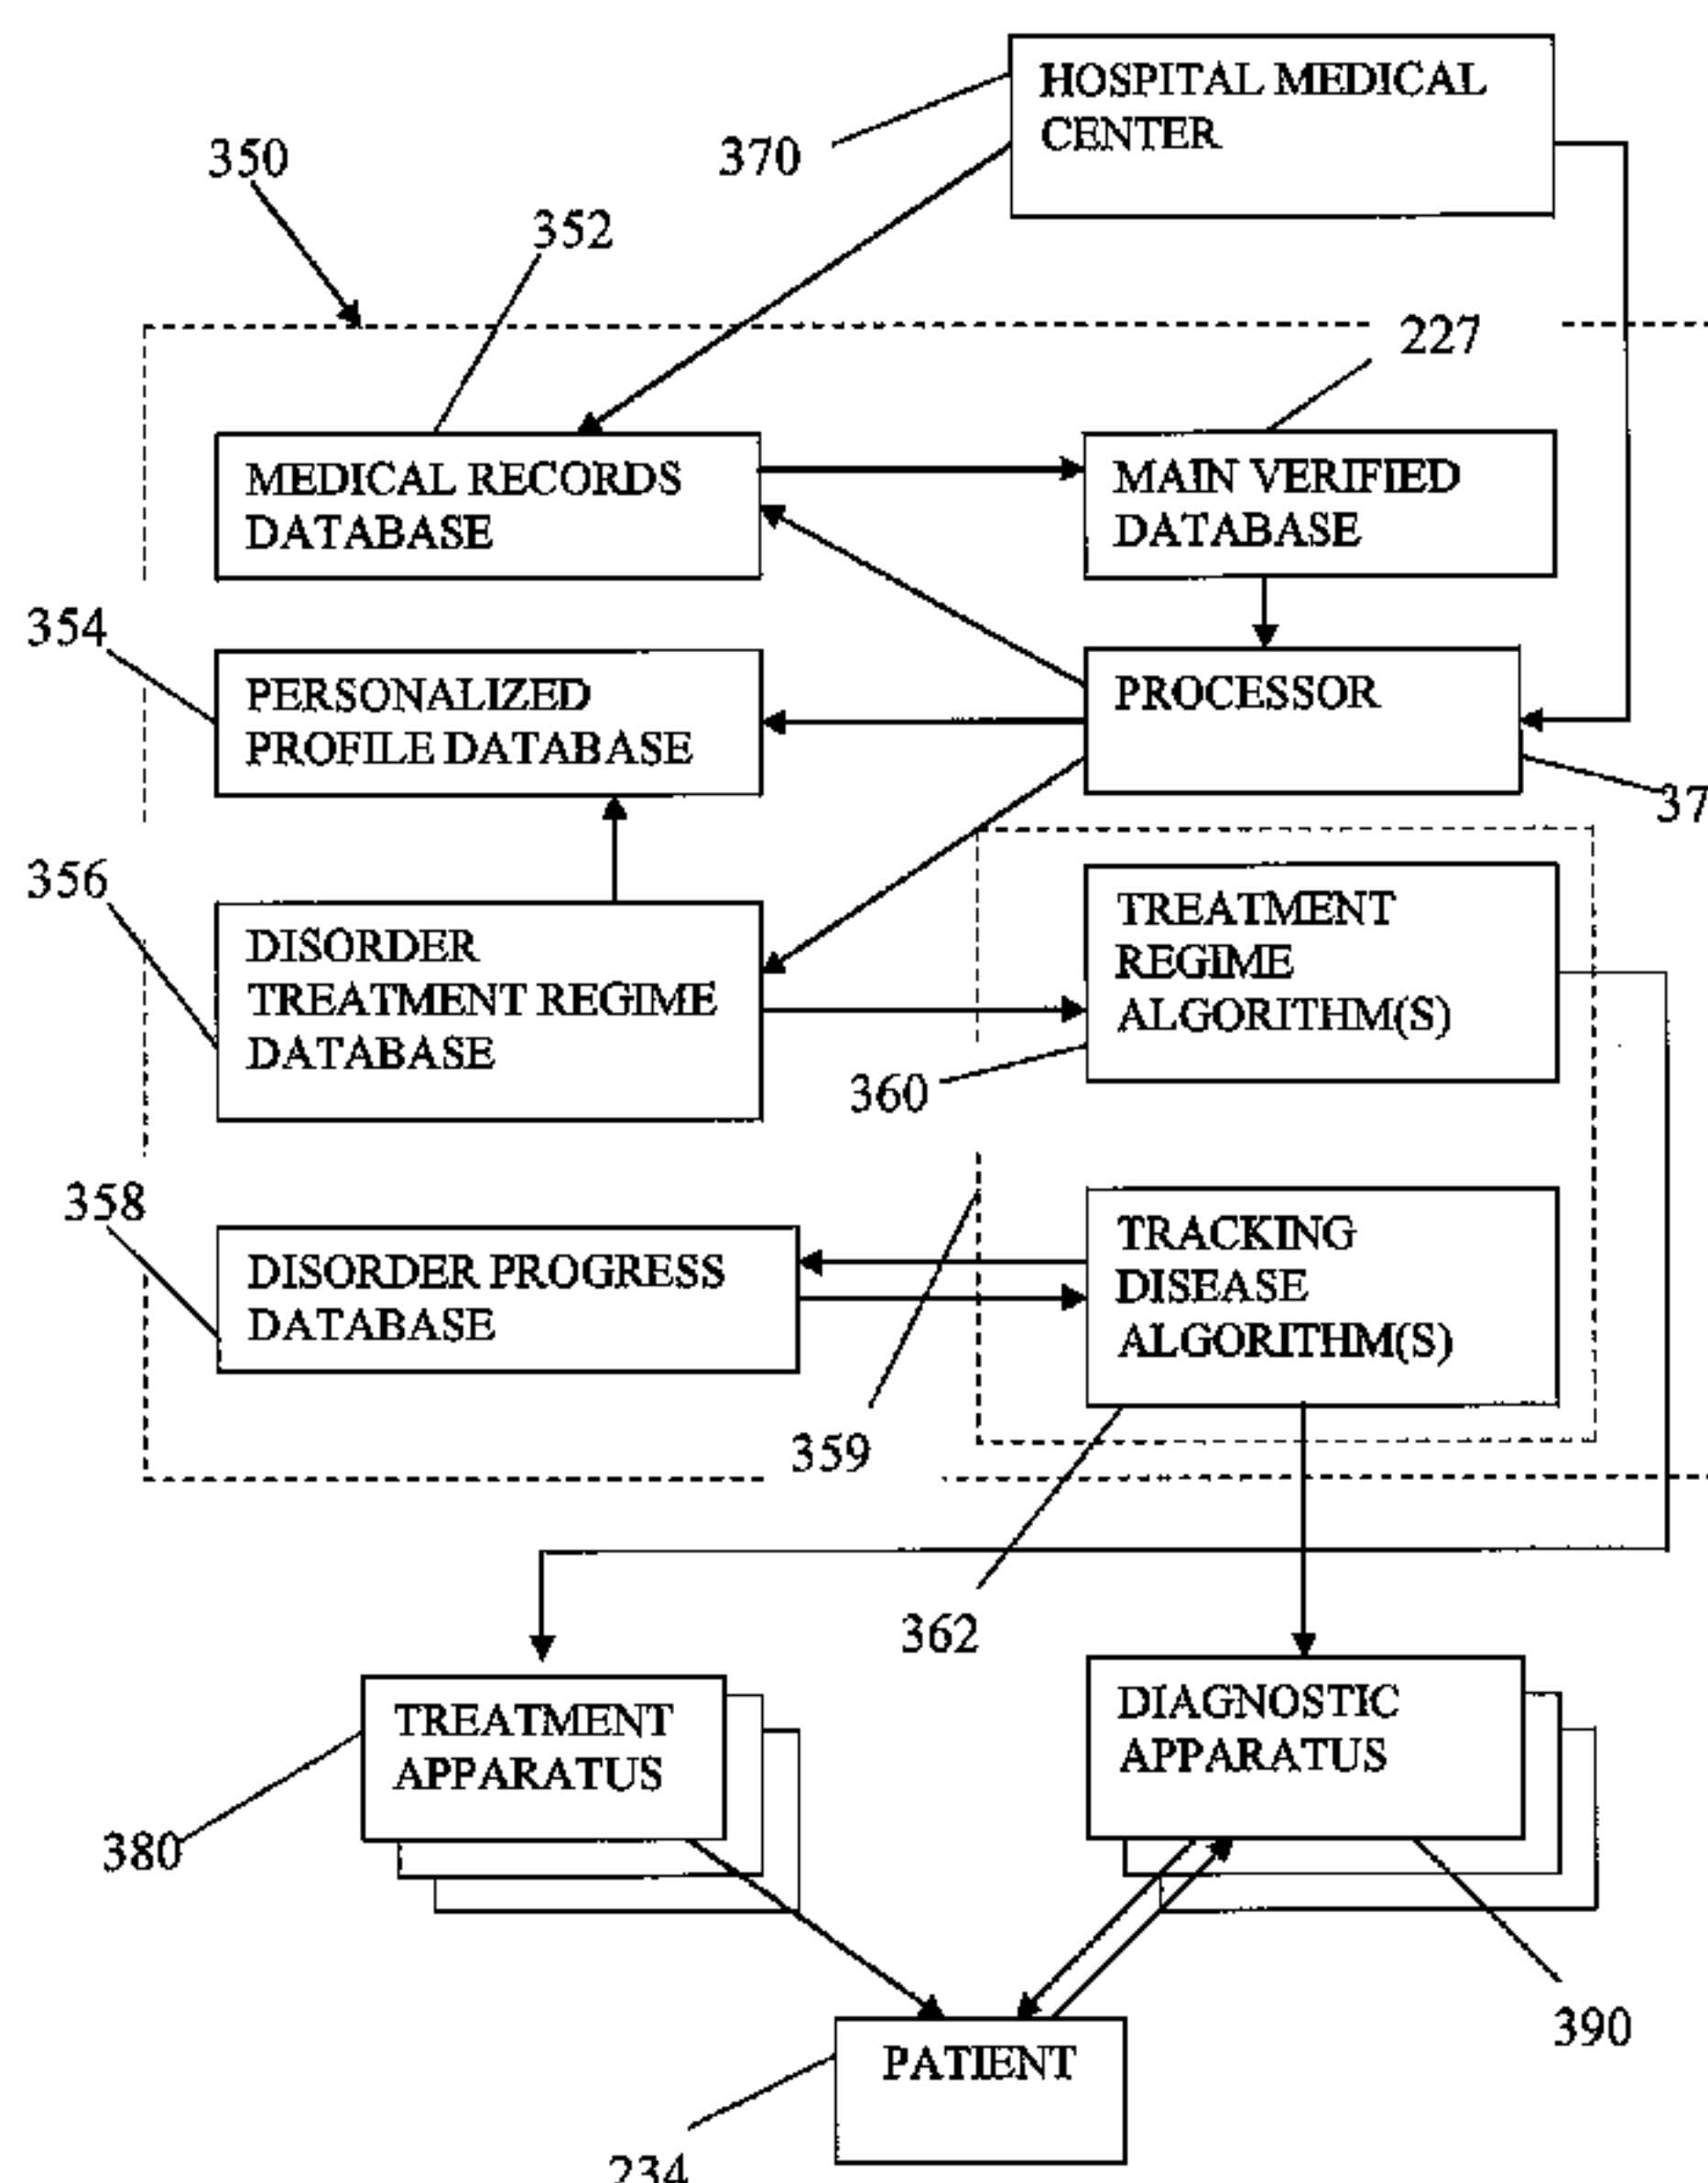 HOSPITAL MEDICAL
CENTER
370
350
352
227
MEDICAL RECORDS
DATABASE
MAIN VERIFIED
DATABASE
354
PERSONALIZED
PROFILE DATABASE
PROCESSOR
37
356
DISORDER
TREATMENT REGIME
DATABASE
TREATMENT
REGIME
ALGORITHM(S)
360
358
DISORDER PROGRESS
DATABASE
TRACKING
DISEASE
ALGORITHM(S)
359
362
TREATMENT
APPARATUS
DIAGNOSTIC
APPARATUS
380
390
PATIENT
234